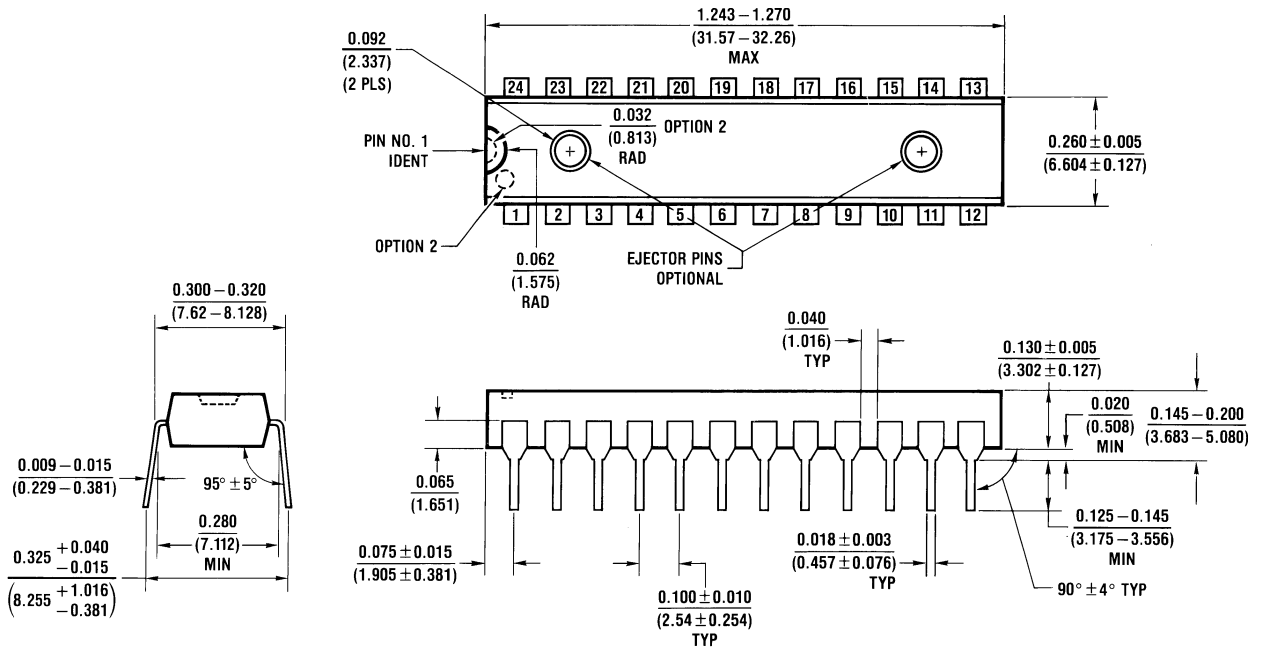 1.243–1.270
(31.57–32.26)
MAX
0.092
(2.337)
(2 PLS)
24 23 22 21 20 19 18 17 16 15 14 13
0.032
(0.813)
RAD
OPTION 2
PIN NO. 1
IDENT
0.260±0.005
(6.604±0.127)
1 2 3 4 5 6 7 8 9 10 11 12
OPTION 2
0.062
(1.575)
RAD
EJECTOR PINS
OPTIONAL
0.300–0.320
(7.62–8.128)
0.040
(1.016)
TYP
0.130±0.005
(3.302±0.127)
0.020
(0.508)
MIN
0.145–0.200
(3.683–5.080)
0.009–0.015
(0.229–0.381)
95°±5°
0.065
(1.651)
0.280
(7.112)
MIN
0.325 +0.040
–0.015
(8.255 +1.016
–0.381)
0.075±0.015
(1.905±0.381)
0.100±0.010
(2.54±0.254)
TYP
0.018±0.003
(0.457±0.076)
TYP
0.125–0.145
(3.175–3.556)
MIN
90°±4° TYP